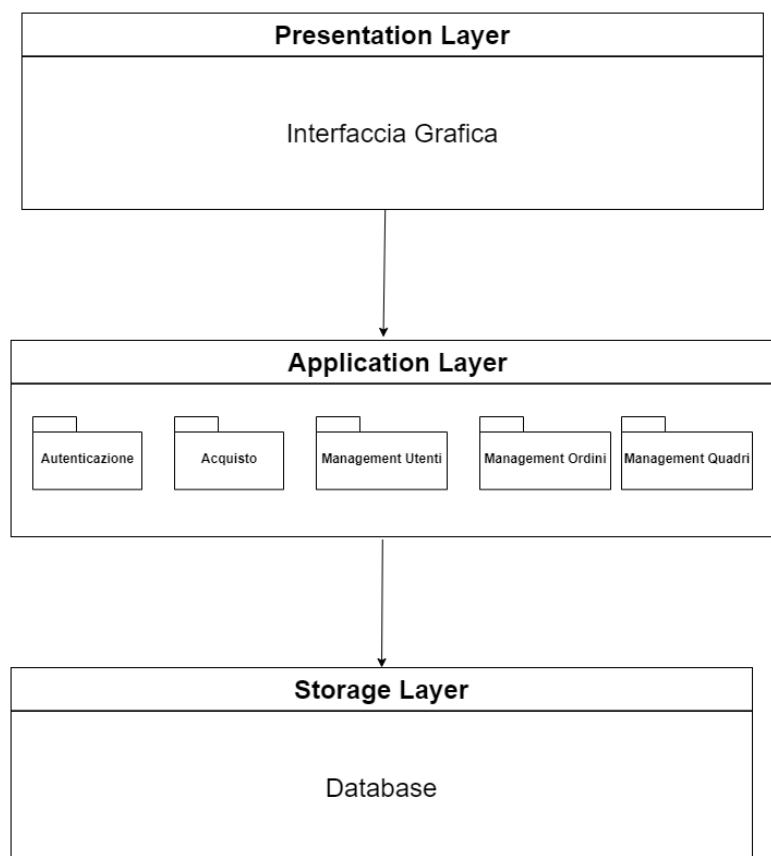 Presentation Layer
Interfaccia Grafica
Application Layer
Autenticazione
Acquisto
Management Utenti
Management Ordini
Management Quadri
Storage Layer
Database